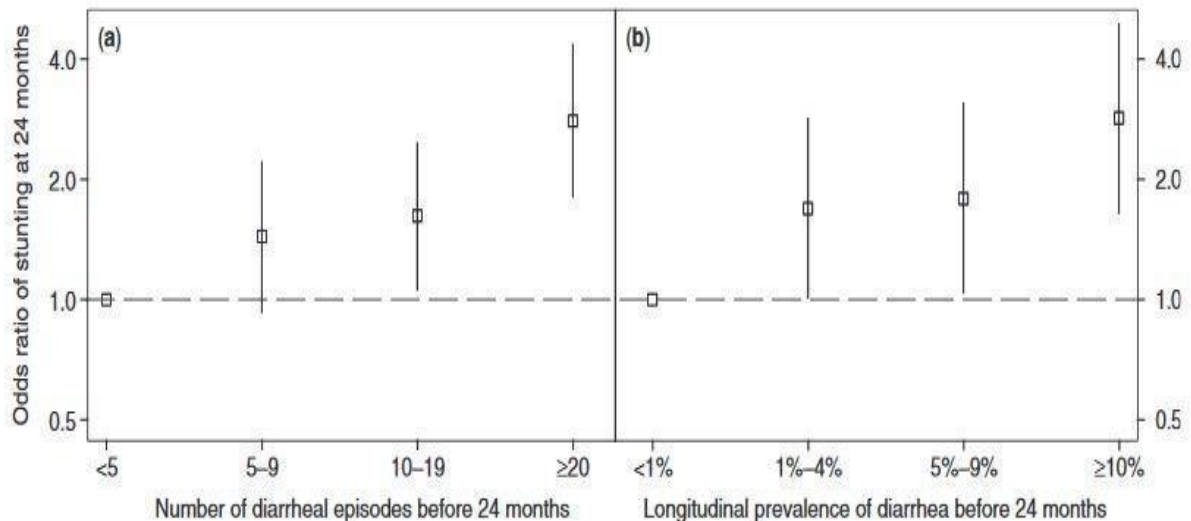 (a)
(b)
Odds ratio of stunting at 24 months
4.0
2.0
1.0
0.5
4.0
2.0
1.0
0.5
<5 5–9 10–19 ≥20
<1% 1%–4% 5%–9% ≥10%
Number of diarrheal episodes before 24 months
Longitudinal prevalence of diarrhea before 24 months